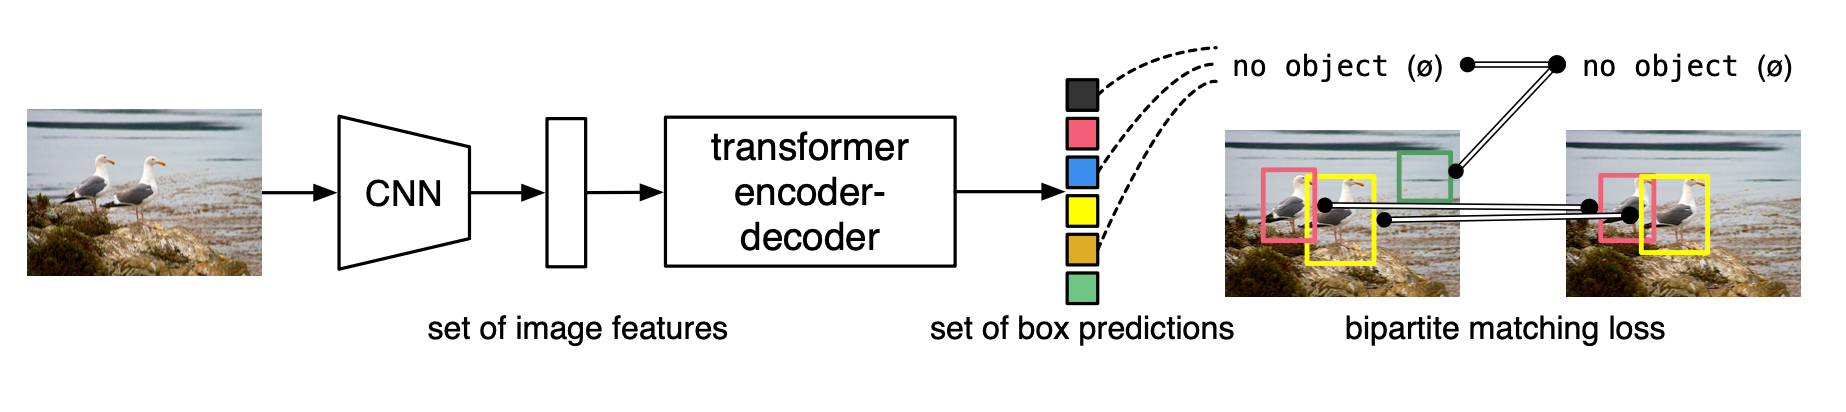 no object (ø)
no object (ø)
CNN
transformer
encoder-
decoder
set of image features
set of box predictions
bipartite matching loss